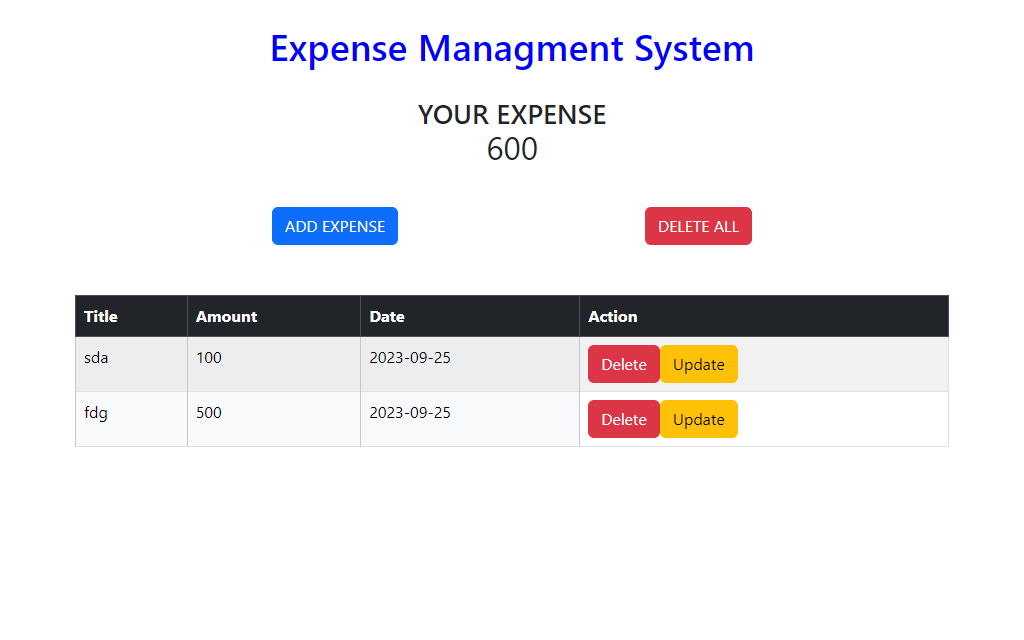 Expense Managment System
YOUR EXPENSE
600
ADD EXPENSE DELETE ALL
Title Amount Date Action
sda 100 2023-09-25 Delete Update
fdg 500 2023-09-25 Delete Update